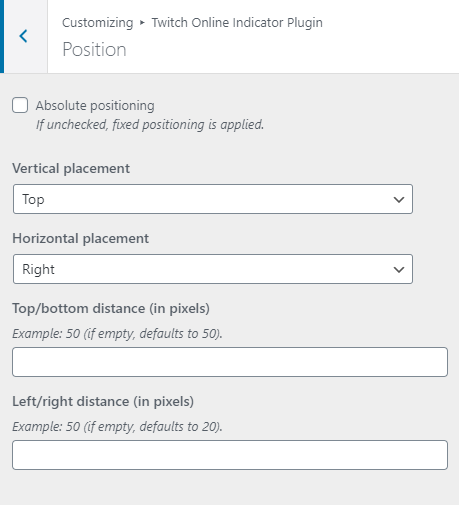 Customizing ▸ Twitch Online Indicator Plugin
Position
Absolute positioning
If unchecked, fixed positioning is applied.
Vertical placement
Top
Horizontal placement
Right
Top/bottom distance (in pixels)
Example: 50 (if empty, defaults to 50).
Left/right distance (in pixels)
Example: 50 (if empty, defaults to 20).